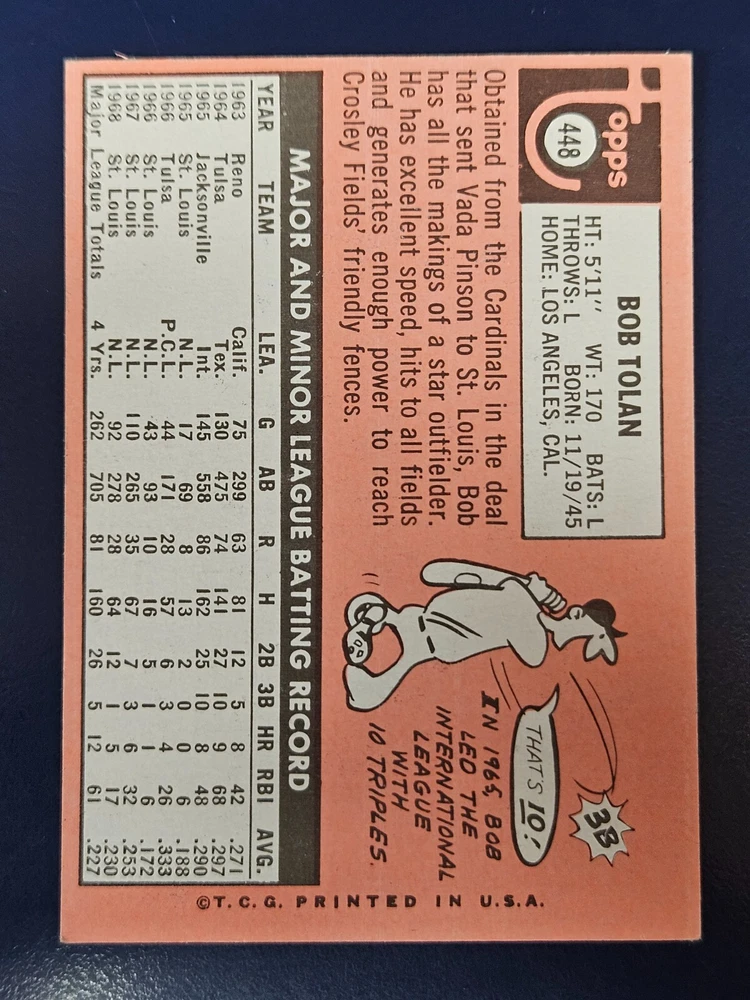 Topps
448
BOB TOLAN
HT: 5'11" WT: 170 BATS: L
THROWS: L BORN: 11/19/45
HOME: LOS ANGELES, CAL.
Obtained from the Cardinals in the deal
that sent Vada Pinson to St. Louis, Bob
has all the makings of a star outfielder.
He has excellent speed, hits to all fields
and generates enough power to reach
Crosley Fields' friendly fences.
3B
THAT'S 10!
IN 1965, BOB
LED THE
INTERNATIONAL
LEAGUE
WITH
10 TRIPLES.
MAJOR AND MINOR LEAGUE BATTING RECORD
YEAR TEAM LEA. G AB R H 2B 3B HR RBI AVG.
1963 Reno Calif. 75 299 63 81 12 5 8 42 .271
1964 Tulsa Tex. 130 475 74 141 27 10 9 68 .297
1965 Jacksonville Int. 145 558 86 162 25 10 8 48 .290
1965 St. Louis N.L. 17 69 8 13 2 0 0 6 .188
1966 Tulsa P.C.L. 44 171 28 57 6 3 4 26 .333
1966 St. Louis N.L. 43 93 10 16 5 1 1 6 .172
1967 St. Louis N.L. 110 265 35 67 7 3 6 32 .253
1968 St. Louis N.L. 92 278 28 64 12 1 5 17 .230
Major League Totals 4 Yrs. 262 705 81 160 26 5 12 61 .227
©T.C.G. PRINTED IN U.S.A.